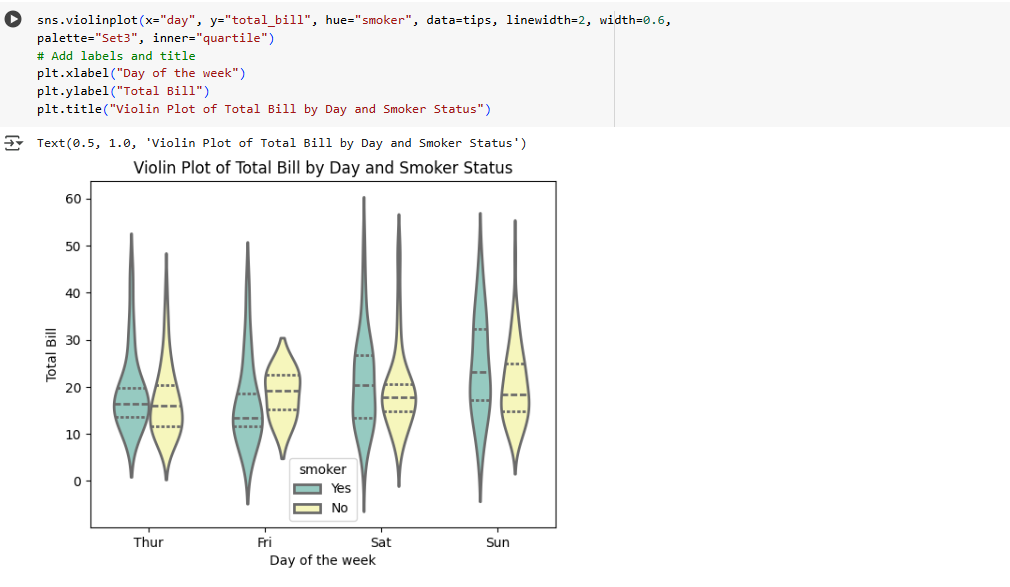 sns.violinplot(x="day", y="total_bill", hue="smoker", data=tips, linewidth=2, width=0.6,
palette="Set3", inner="quartile")
# Add labels and title
plt.xlabel("Day of the week")
plt.ylabel("Total Bill")
plt.title("Violin Plot of Total Bill by Day and Smoker Status")
Text(0.5, 1.0, 'Violin Plot of Total Bill by Day and Smoker Status')
Violin Plot of Total Bill by Day and Smoker Status
60
50
40
30
20
10
0
Total Bill
smoker
Yes
No
Thur Fri Sat Sun
Day of the week